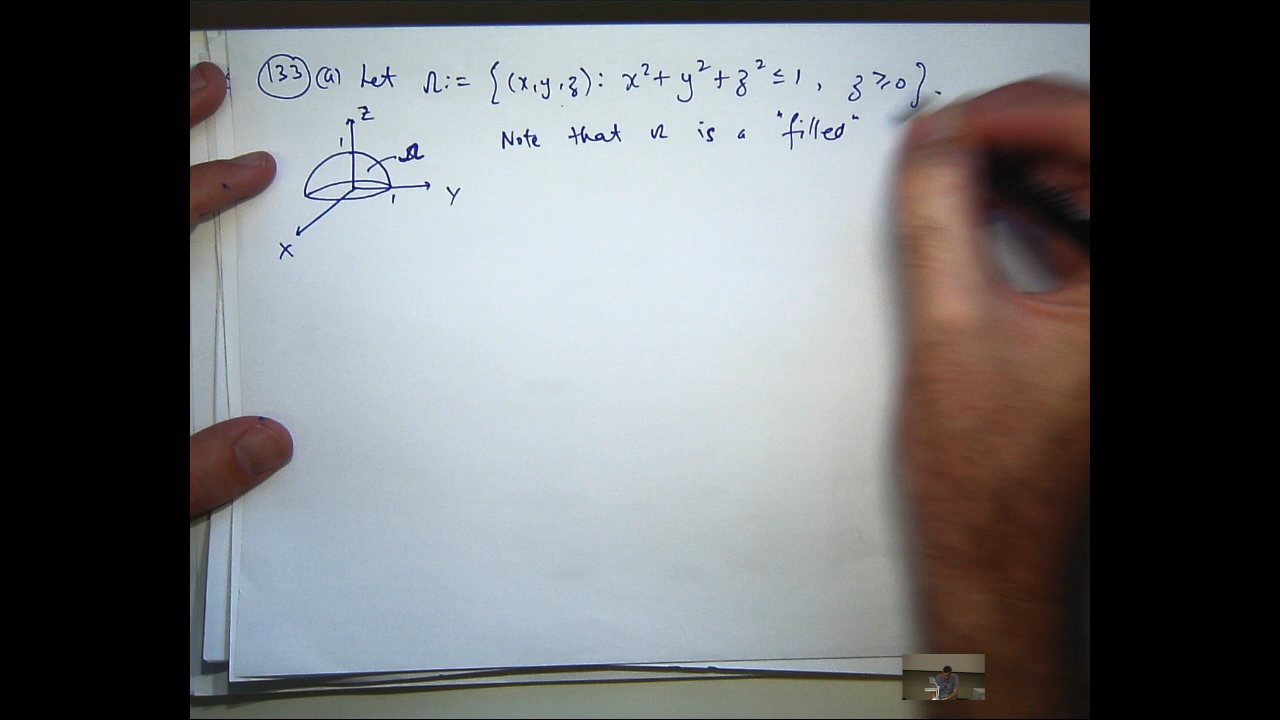 133 (a) Let Ω := {(x,y,z): x²+y²+z² ≤ 1, z ≥ 0}.
Note that Ω is a "filled"
Z
1
Ω
1
Y
X